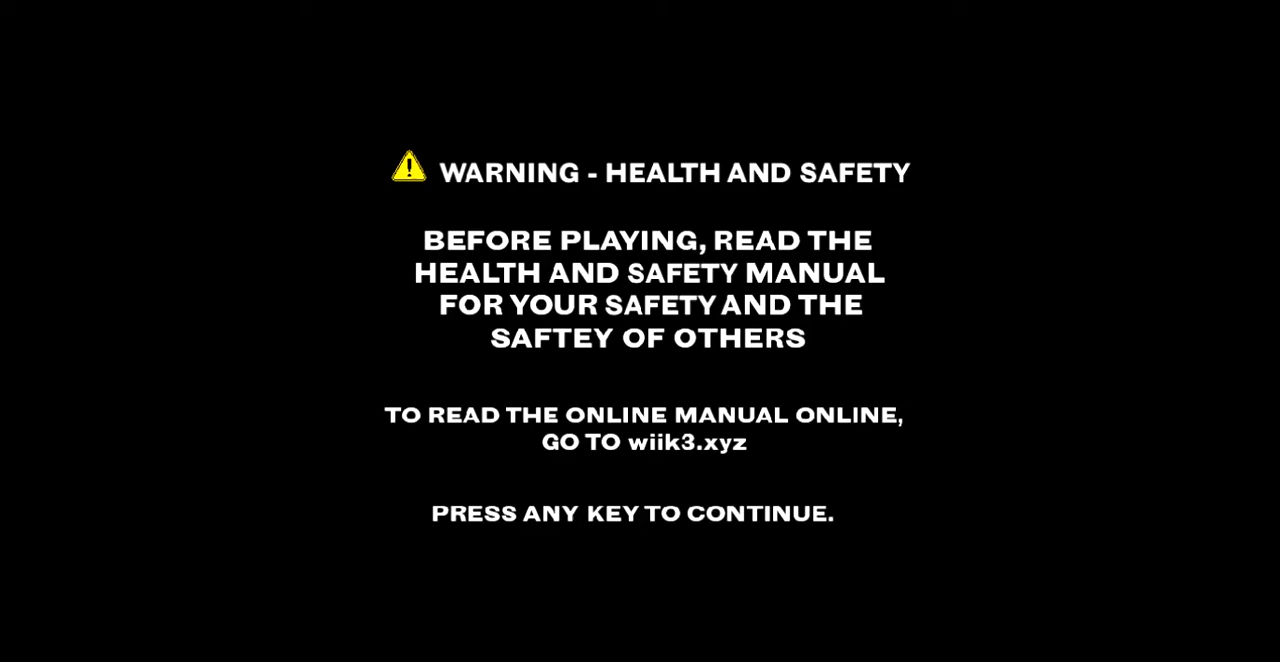 WARNING - HEALTH AND SAFETY
BEFORE PLAYING, READ THE
HEALTH AND SAFETY MANUAL
FOR YOUR SAFETY AND THE
SAFTEY OF OTHERS
TO READ THE ONLINE MANUAL ONLINE,
GO TO wiik3.xyz
PRESS ANY KEY TO CONTINUE.